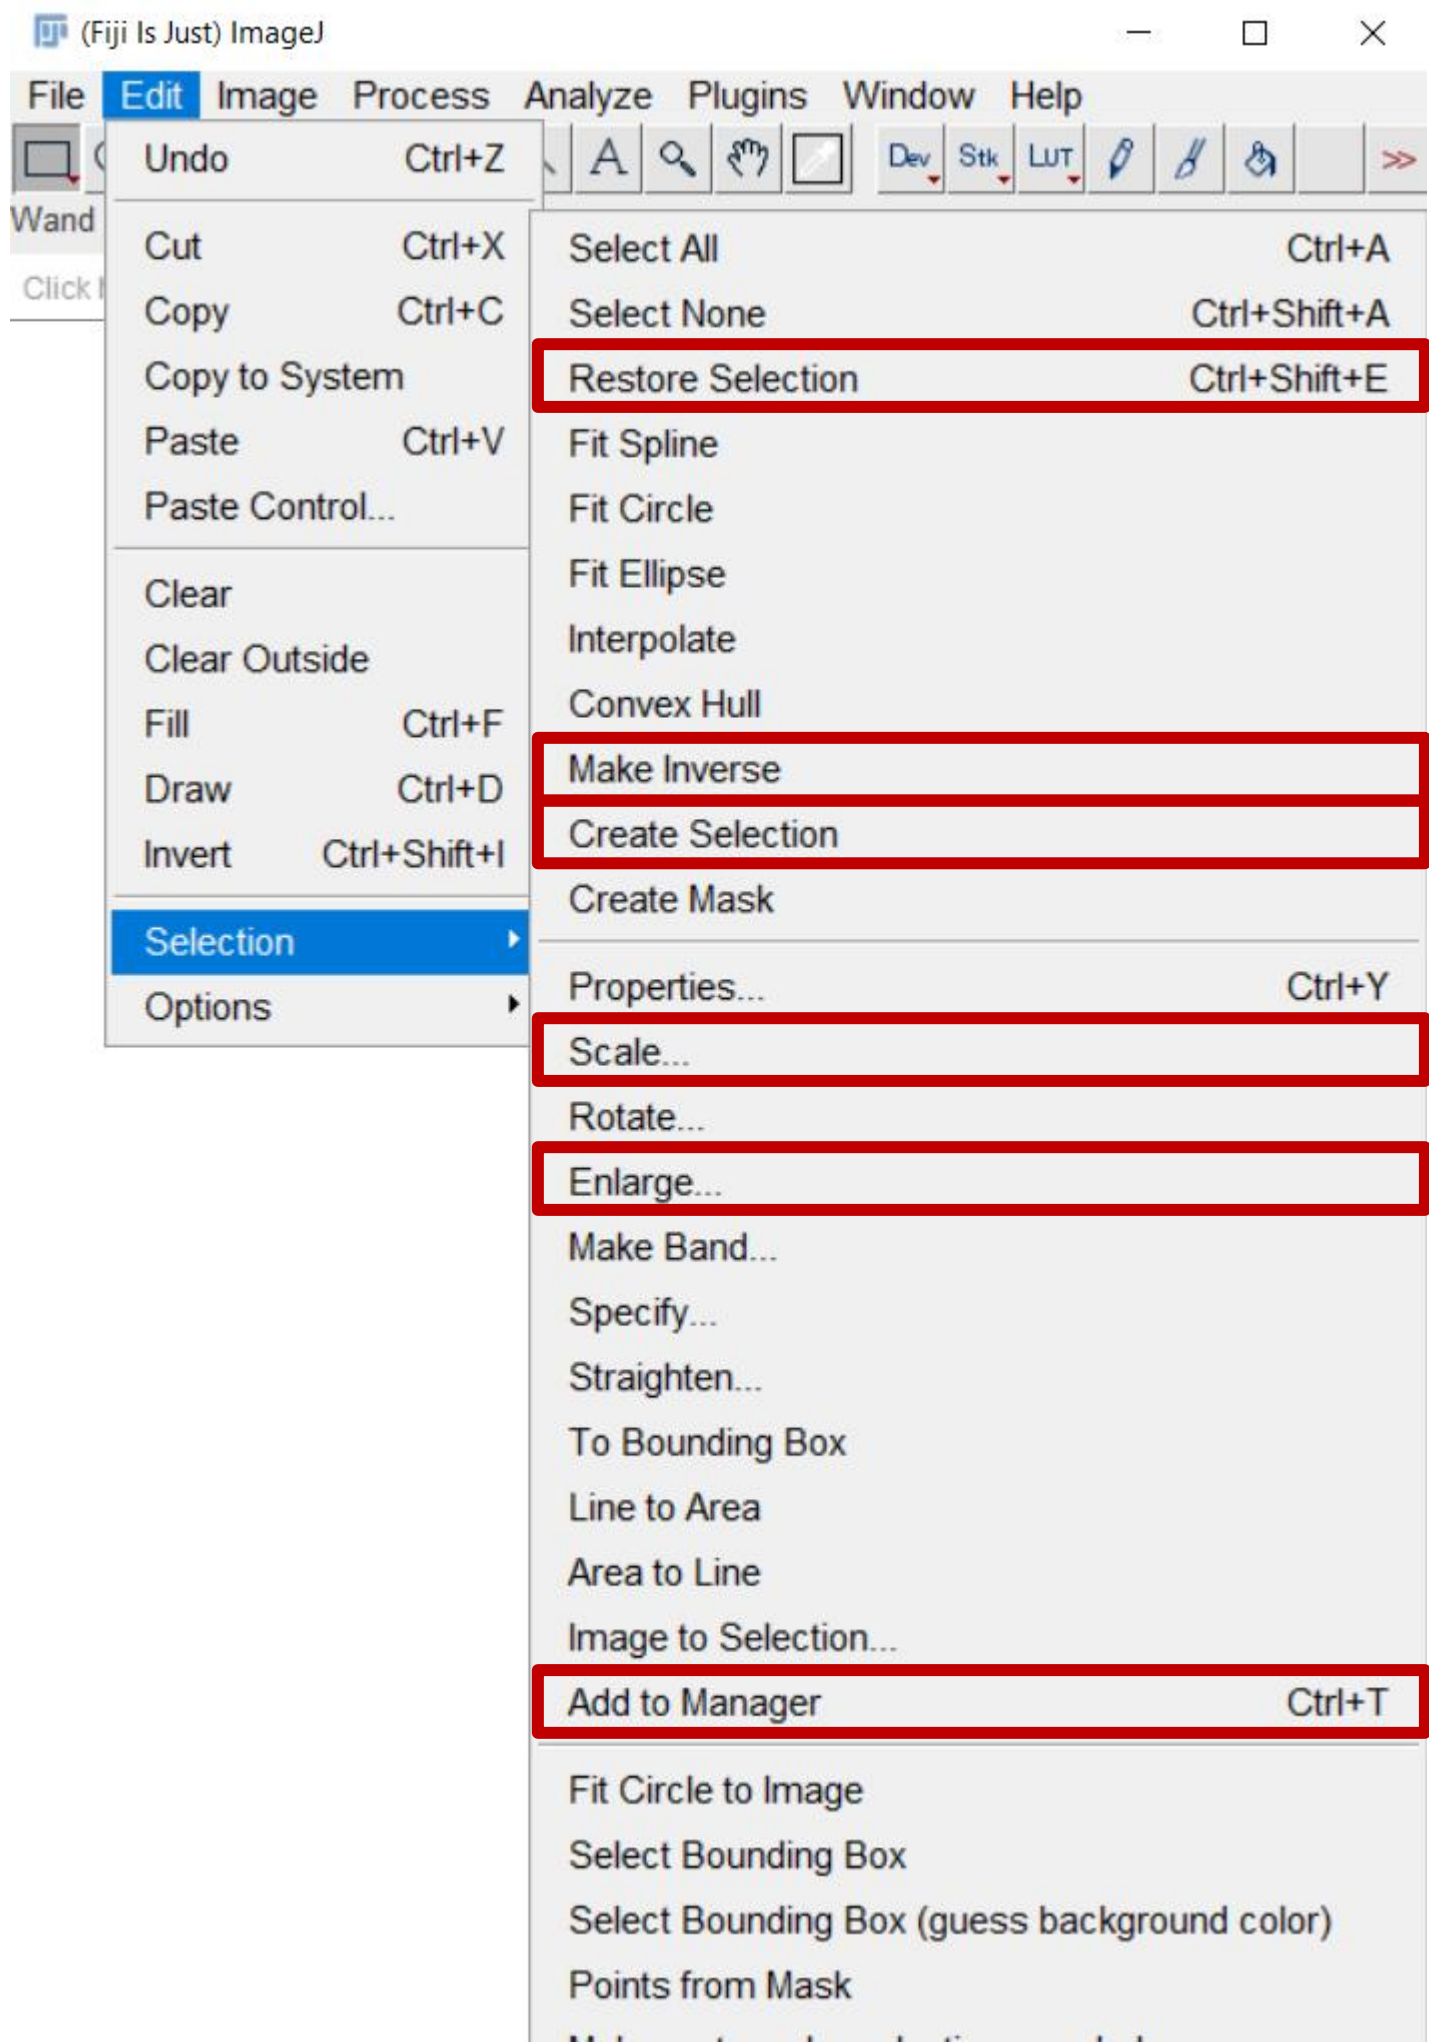 (Fiji Is Just) ImageJ
File Edit Image Process Analyze Plugins Window Help
A Dev Stk LUT >>
Wand
Click
Undo Ctrl+Z
Cut Ctrl+X
Copy Ctrl+C
Copy to System
Paste Ctrl+V
Paste Control...
Clear
Clear Outside
Fill Ctrl+F
Draw Ctrl+D
Invert Ctrl+Shift+I
Selection
Options
Select All Ctrl+A
Select None Ctrl+Shift+A
Restore Selection Ctrl+Shift+E
Fit Spline
Fit Circle
Fit Ellipse
Interpolate
Convex Hull
Make Inverse
Create Selection
Create Mask
Properties... Ctrl+Y
Scale...
Rotate...
Enlarge...
Make Band...
Specify...
Straighten...
To Bounding Box
Line to Area
Area to Line
Image to Selection...
Add to Manager Ctrl+T
Fit Circle to Image
Select Bounding Box
Select Bounding Box (guess background color)
Points from Mask